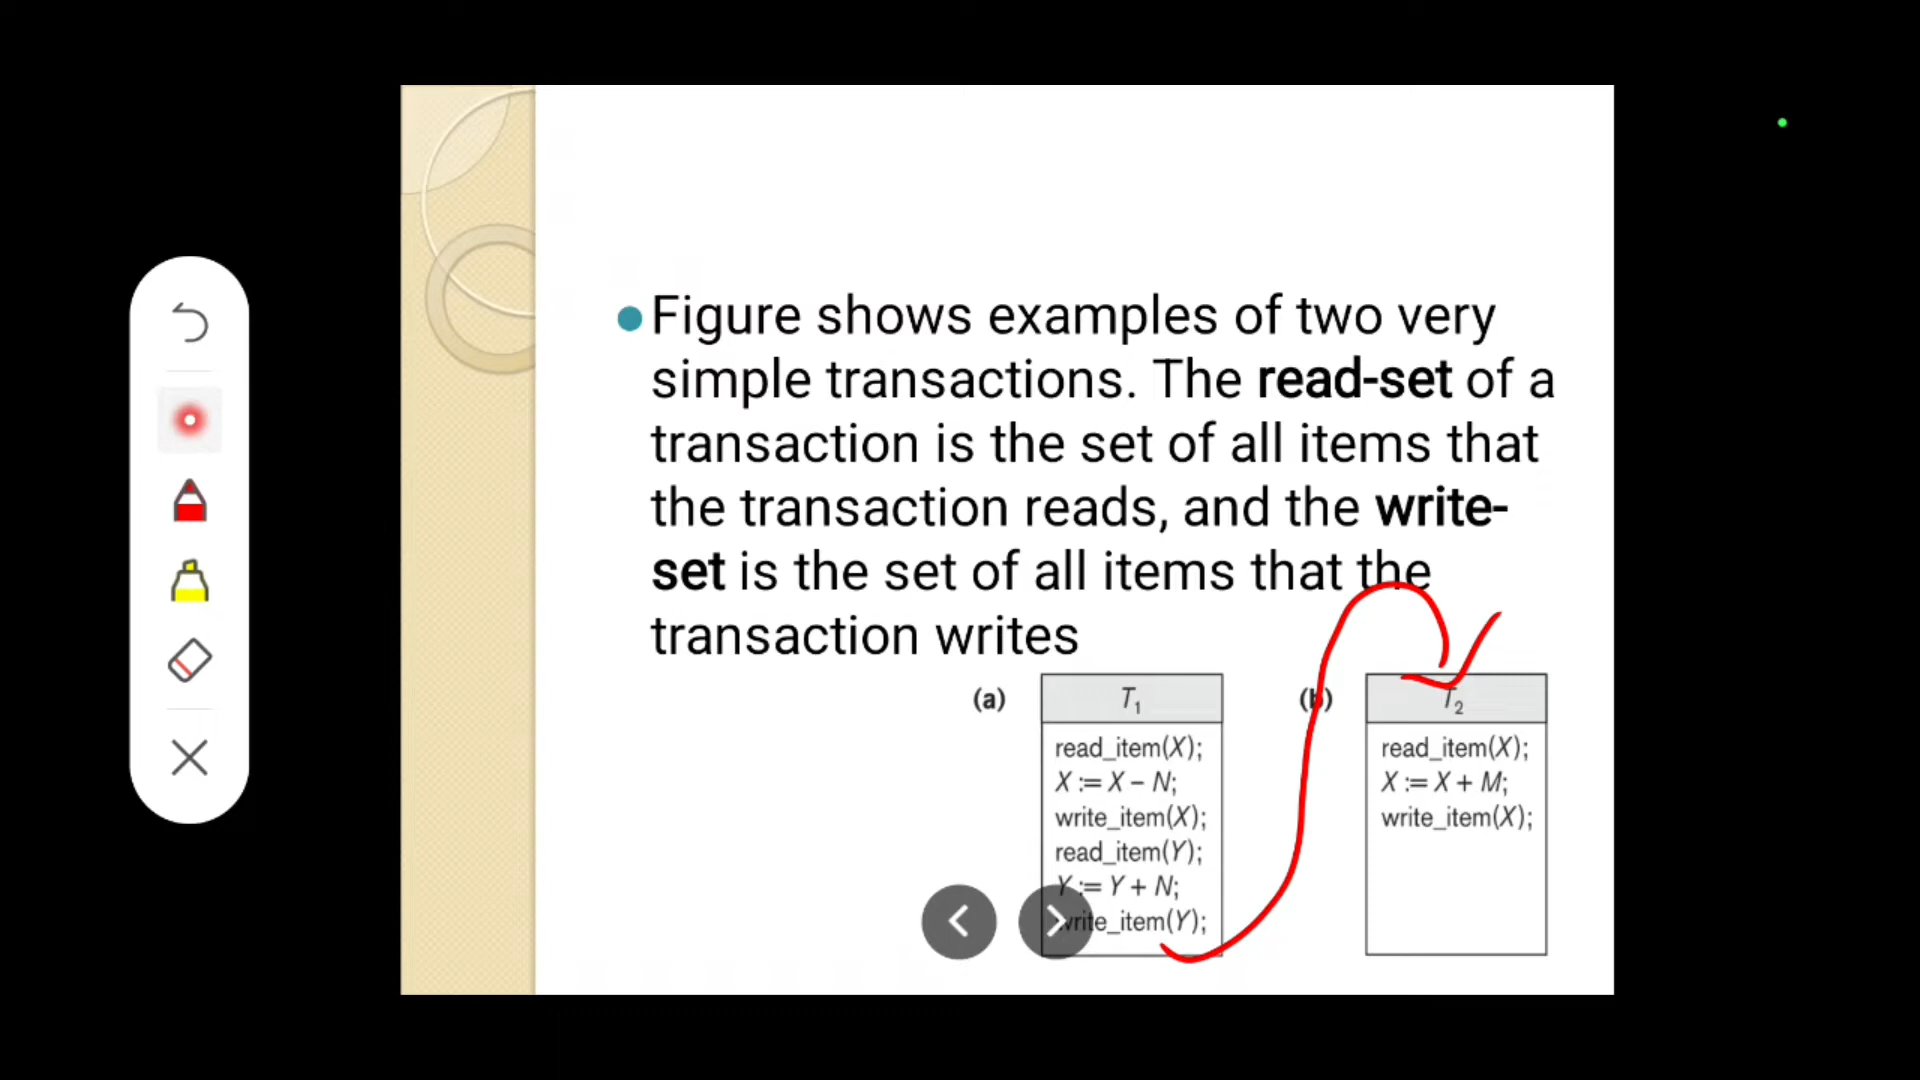 Figure shows examples of two very
simple transactions. The read-set of a
transaction is the set of all items that
the transaction reads, and the write-
set is the set of all items that the
transaction writes
(a)
T1
read_item(X);
X := X – N;
write_item(X);
read_item(Y);
Y := Y + N;
write_item(Y);
(b)
T2
read_item(X);
X := X + M;
write_item(X);